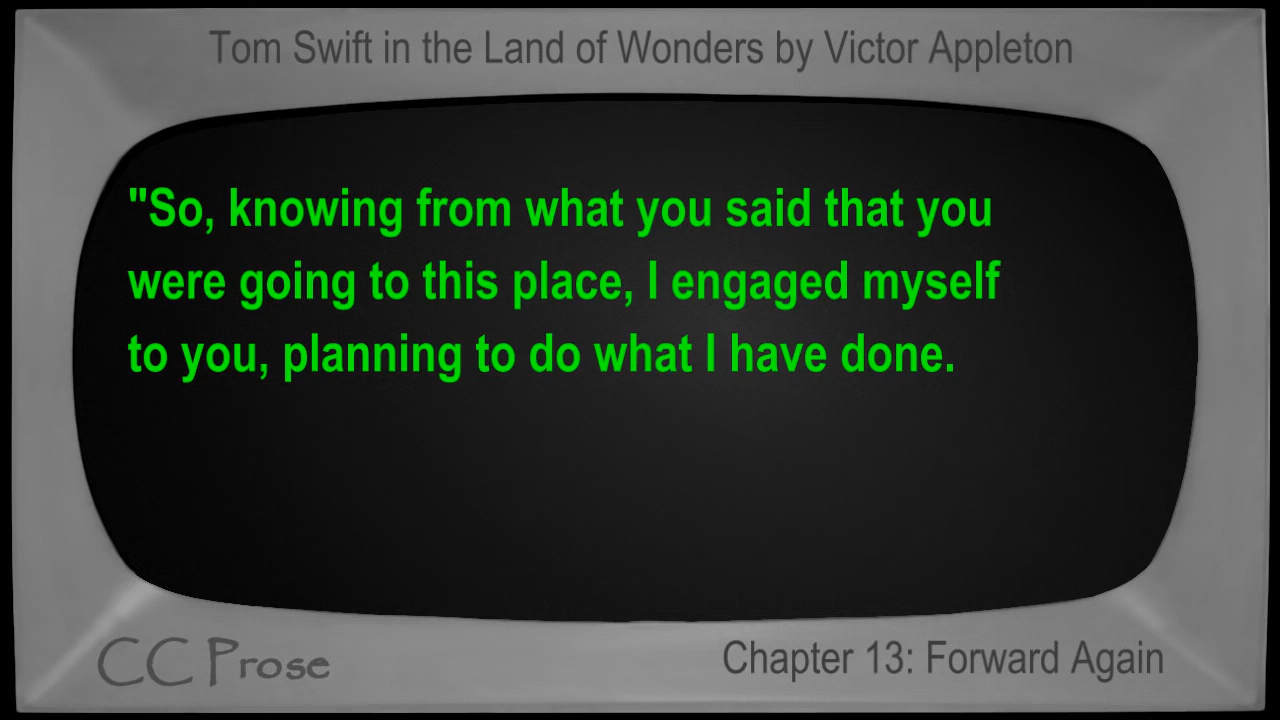 Tom Swift in the Land of Wonders by Victor Appleton
"So, knowing from what you said that you
were going to this place, I engaged myself
to you, planning to do what I have done.
CC Prose
Chapter 13: Forward Again